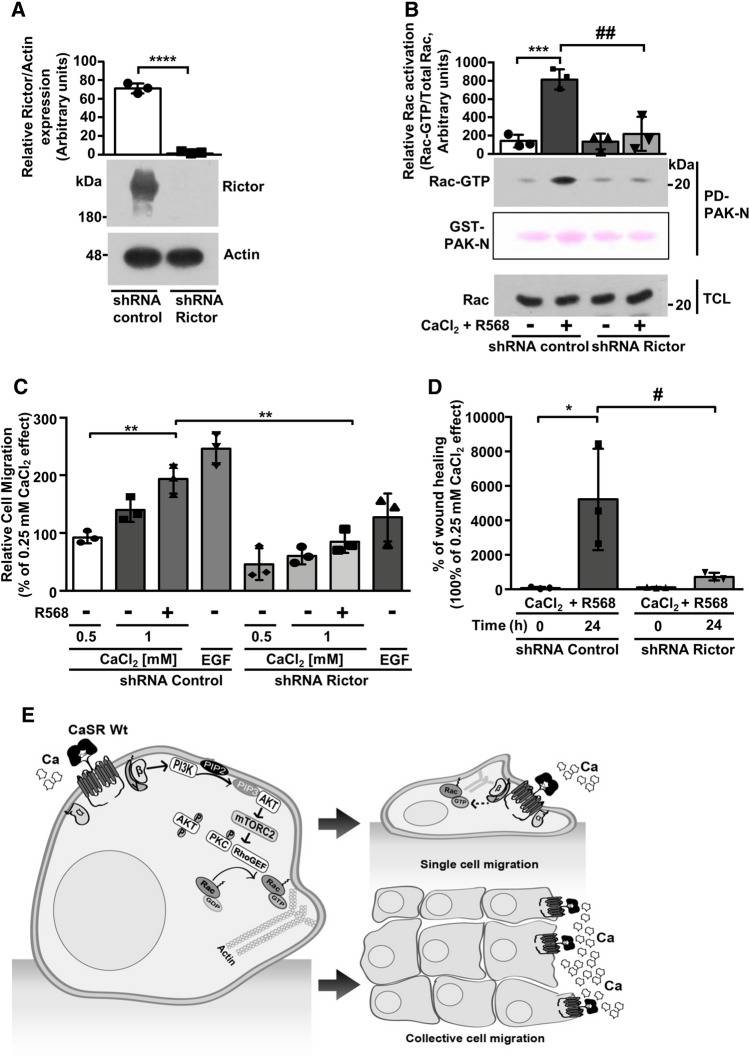 A
Relative Rictor/Actin
expression
(Arbitrary units)
100
80
60
40
20
0
****
kDa
180
48
Rictor
Actin
shRNA
control
shRNA
Rictor
B
Relative Rac activation
(Rac-GTP/Total Rac,
Arbitrary units)
1000
800
600
400
200
***
##
kDa
Rac-GTP
20
PD-
PAK-N
GST-
PAK-N
Rac
20
TCL
CaCl2 + R568 - + - +
shRNA control shRNA Rictor
C
Relative Cell Migration
(% of 0.25 mM CaCl2 effect)
300
200
100
0
**
**
R568 - - + - - - + -
0.5 1 0.5 1
CaCl2 [mM] EGF CaCl2 [mM] EGF
shRNA Control shRNA Rictor
D
% of wound healing
(100% of 0.25 mM CaCl2 effect)
10000
8000
6000
4000
2000
0
*
#
CaCl2 + R568 CaCl2 + R568
Time (h) 0 24 0 24
shRNA Control shRNA Rictor
E
CaSR Wt
Ca
β
α
PI3K
PIP2
PIP3
AKT
mTORC2
P
AKT
P
P
PKC
RhoGEF
Rac
GDP
Rac
GTP
Actin
Rac
GTP
β
α
Ca
Single cell migration
Ca
Ca
Collective cell migration